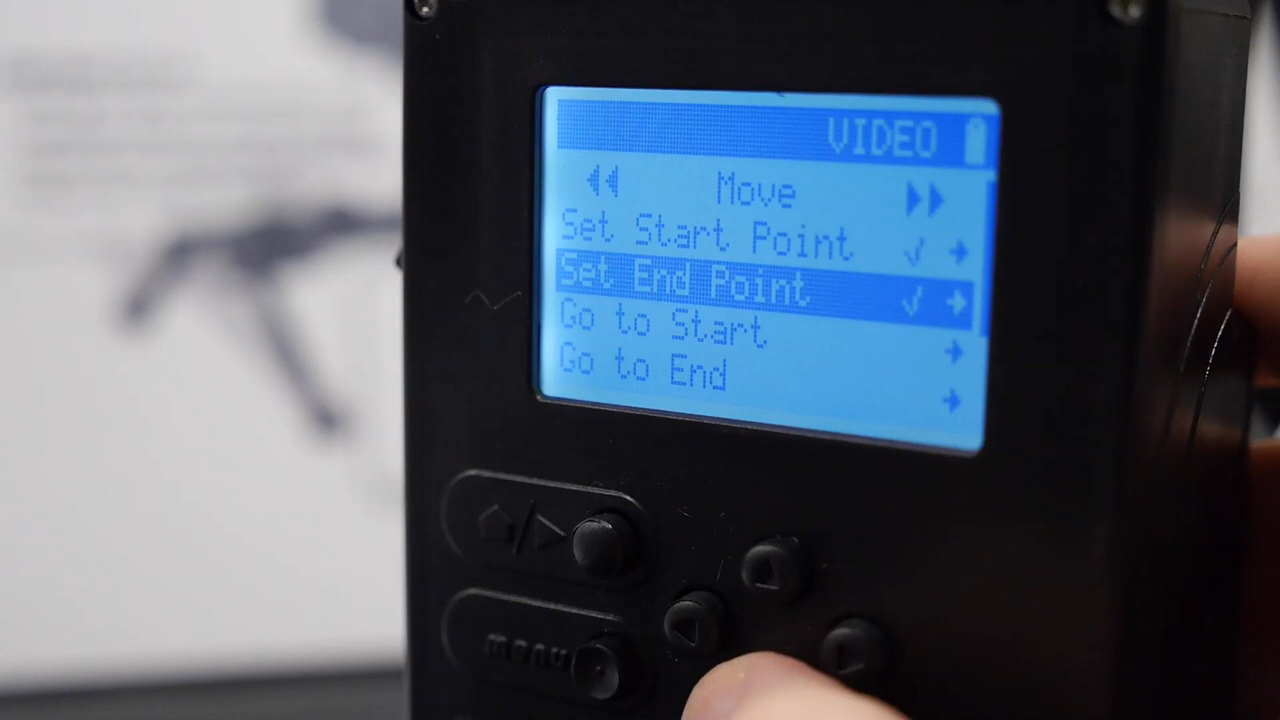 VIDEO
Move
Set Start Point
Set End Point
Go to Start
Go to End
menu